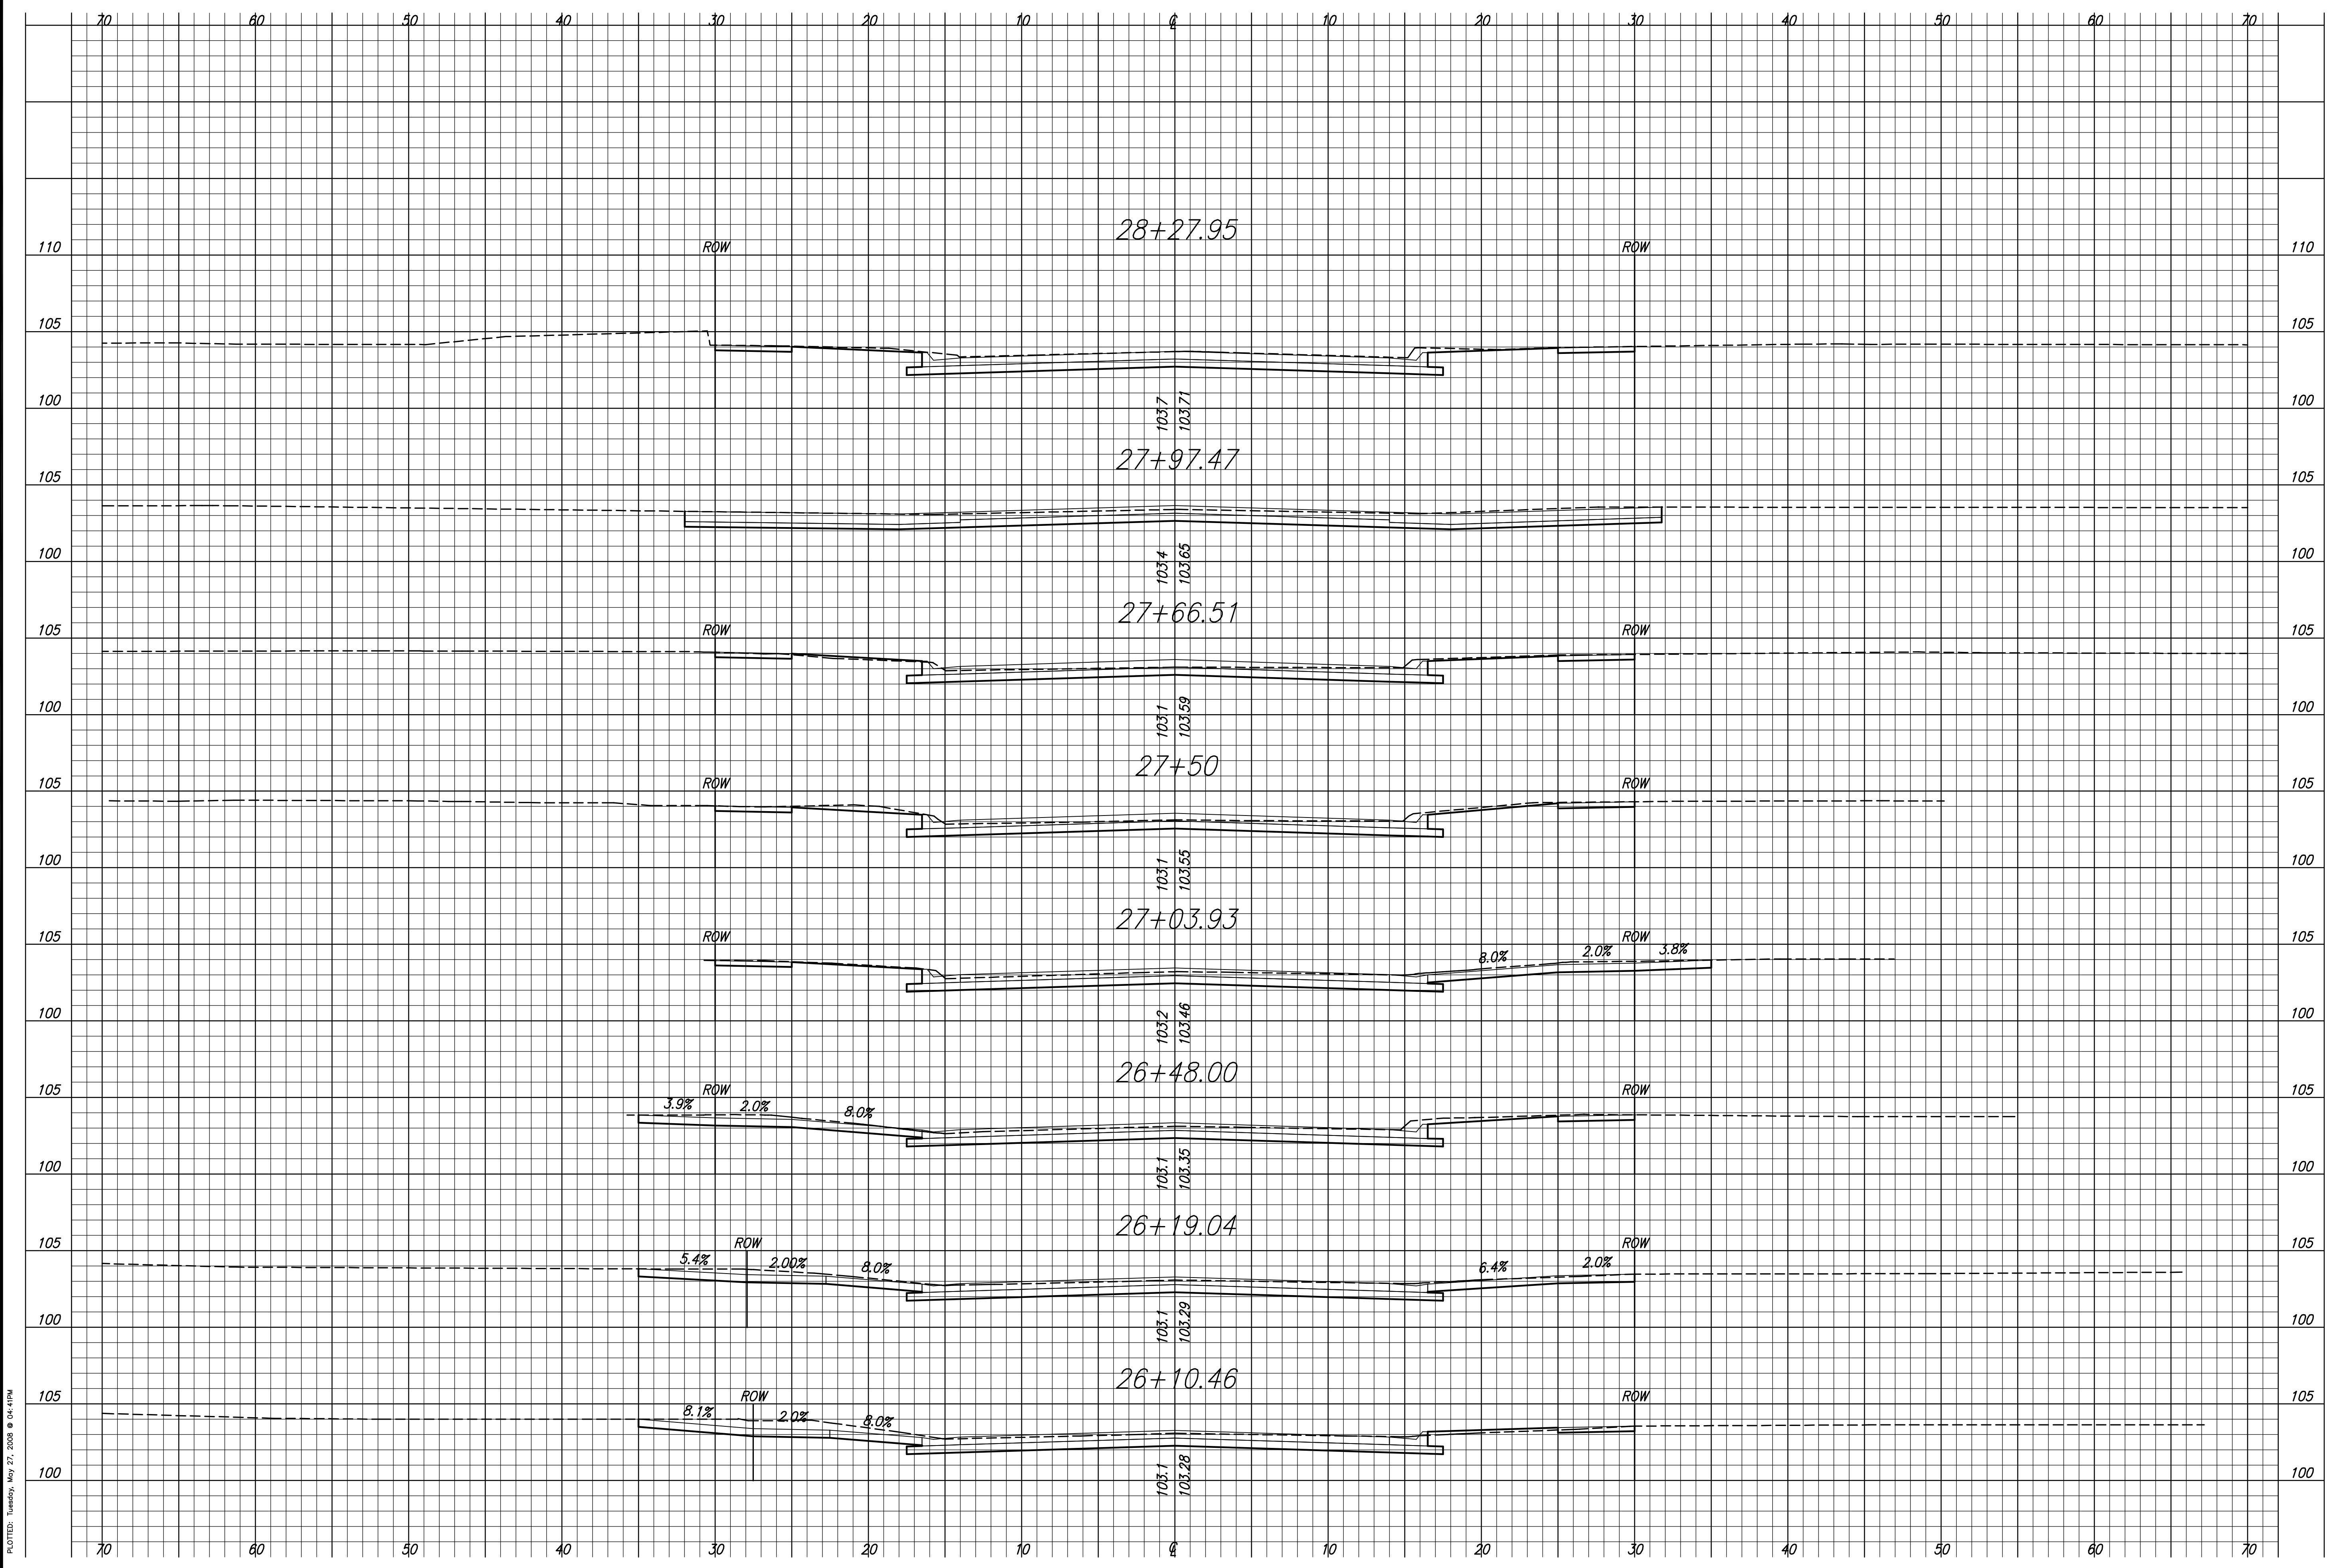 70 60 50 40 30 20 10 ℄ 10 20 30 40 50 60 70
28+27.95
110 ROW ROW 110
105 105
100 103.7 103.71 100
27+97.47
105 105
100 103.4 103.65 100
27+66.51
105 ROW ROW 105
100 103.1 103.59 100
27+50
105 ROW ROW 105
100 103.1 103.55 100
27+03.93
105 ROW ROW 105
8.0% 2.0% 3.8%
100 103.2 103.46 100
26+48.00
105 ROW ROW 105
3.9% 2.0% 8.0%
100 103.1 103.35 100
26+19.04
105 ROW ROW 105
5.4% 2.00% 8.0% 6.4% 2.0%
100 103.1 103.29 100
26+10.46
105 ROW ROW 105
8.1% 2.0% 8.0%
100 103.1 103.28 100
70 60 50 40 30 20 10 ℄ 10 20 30 40 50 60 70
PLOTTED: Tuesday, May 27, 2008 @ 04:41PM